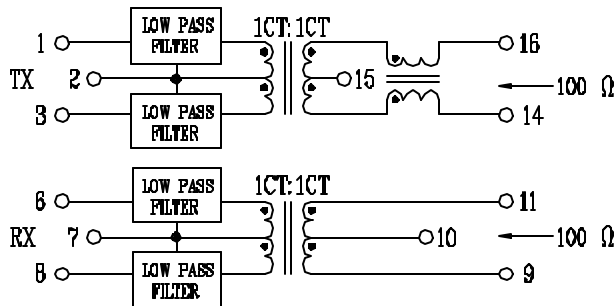 LOW PASS
FILTER
1CT:1CT
1
16
TX
2
15
100 Ω
3
LOW PASS
FILTER
14
LOW PASS
FILTER
1CT:1CT
6
11
RX
7
10
100 Ω
8
LOW PASS
FILTER
9